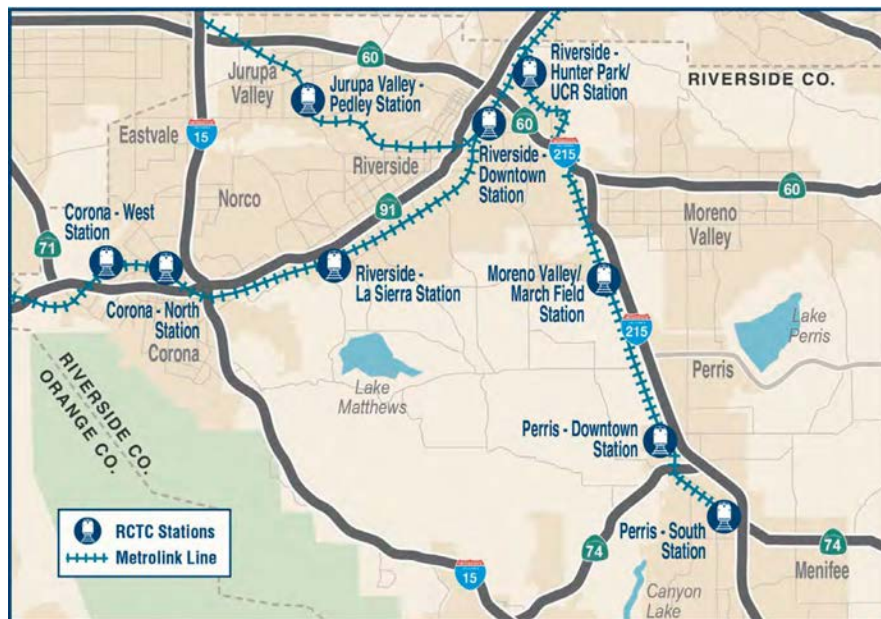 60
Riverside -
Hunter Park/
UCR Station
RIVERSIDE CO.
Jurupa
Valley
Jurupa Valley -
Pedley Station
Eastvale
15
60
215
Riverside
Riverside -
Downtown
Station
60
Norco
91
Moreno
Valley
Corona - West
Station
71
Riverside -
La Sierra Station
Moreno Valley/
March Field
Station
Corona - North
Station
Corona
215
Lake
Perris
Perris
Lake
Matthews
RIVERSIDE CO.
ORANGE CO.
Perris - Downtown
Station
RCTC Stations
Metrolink Line
Perris - South
Station
74
74
15
Menifee
Canyon
Lake